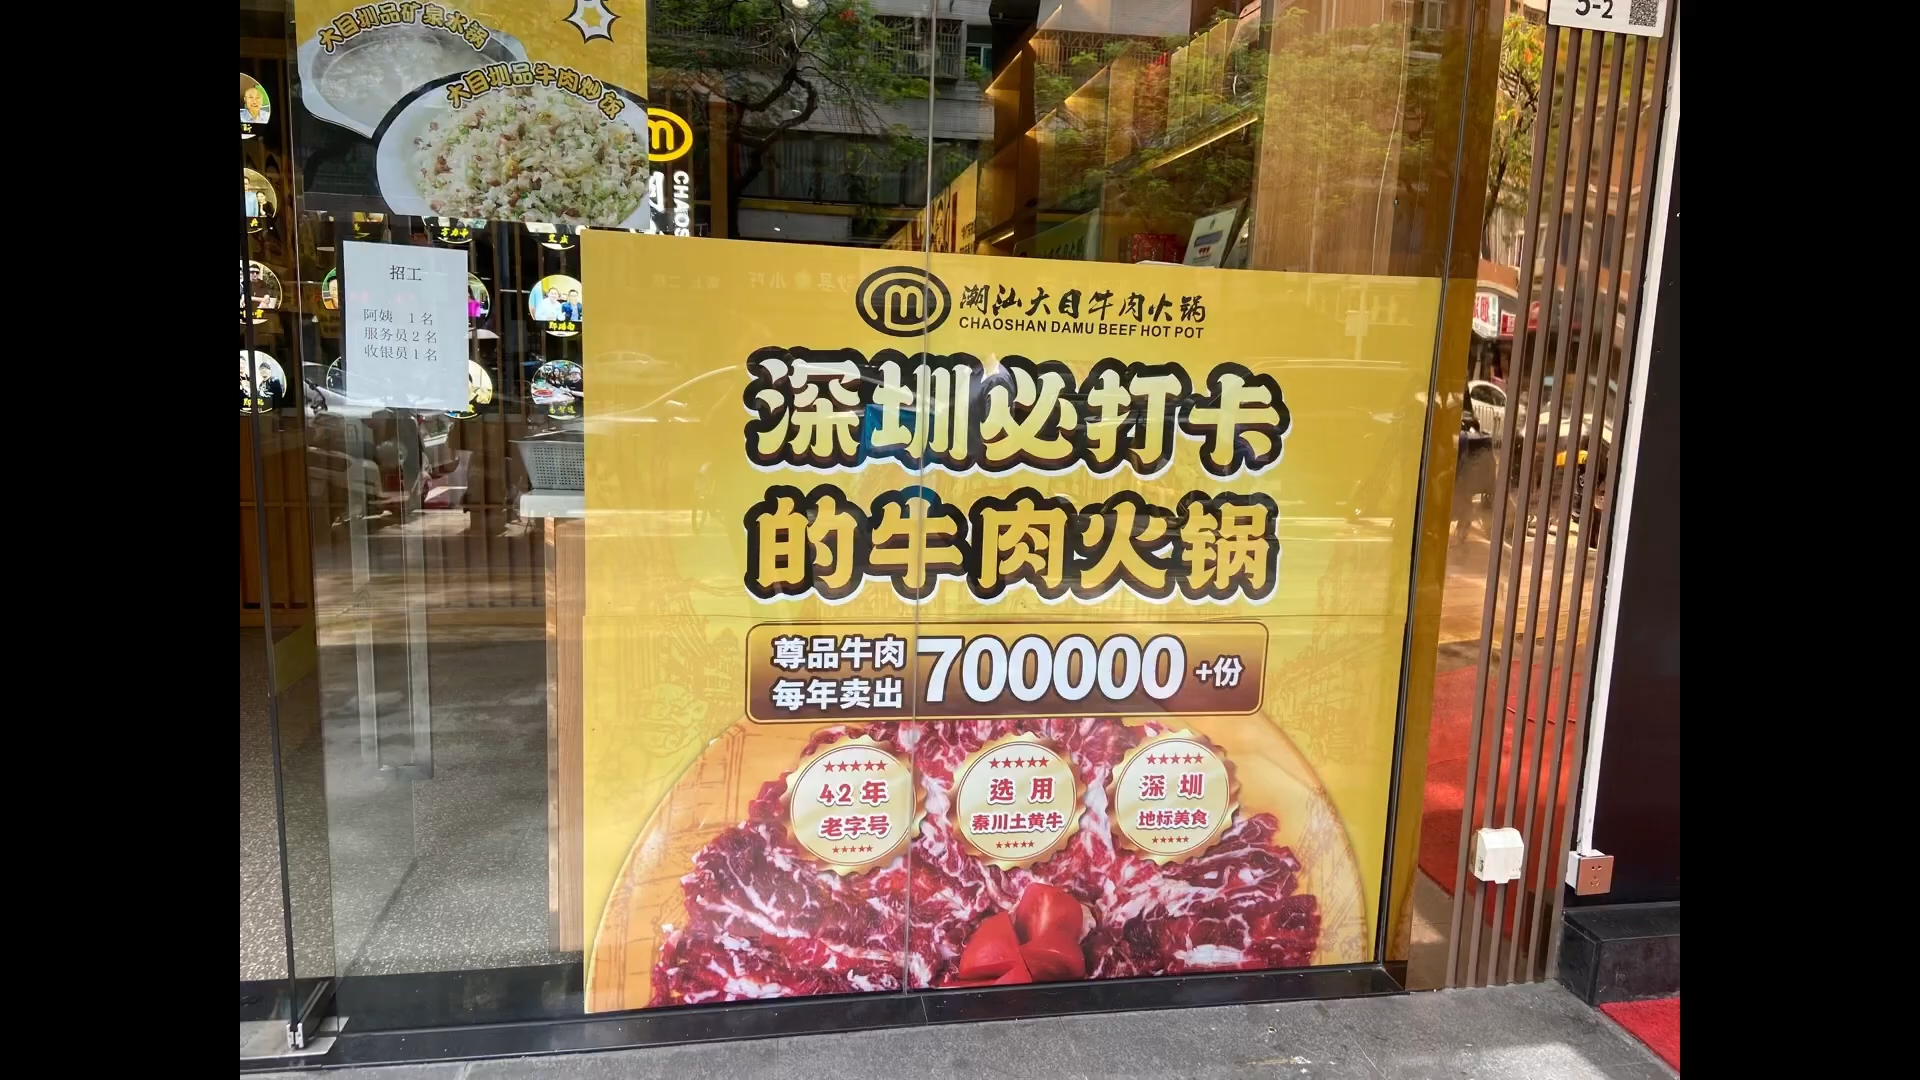 大目圳品矿泉水锅
大目圳品牛肉炒饭
5-2
CHAOS
招工
阿姨 1名
服务员2名
收银员1名
潮汕大目牛肉火锅
CHAOSHAN DAMU BEEF HOT POT
深圳必打卡
的牛肉火锅
尊品牛肉
每年卖出
700000+份
42年
老字号
选用
秦川土黄牛
深圳
地标美食